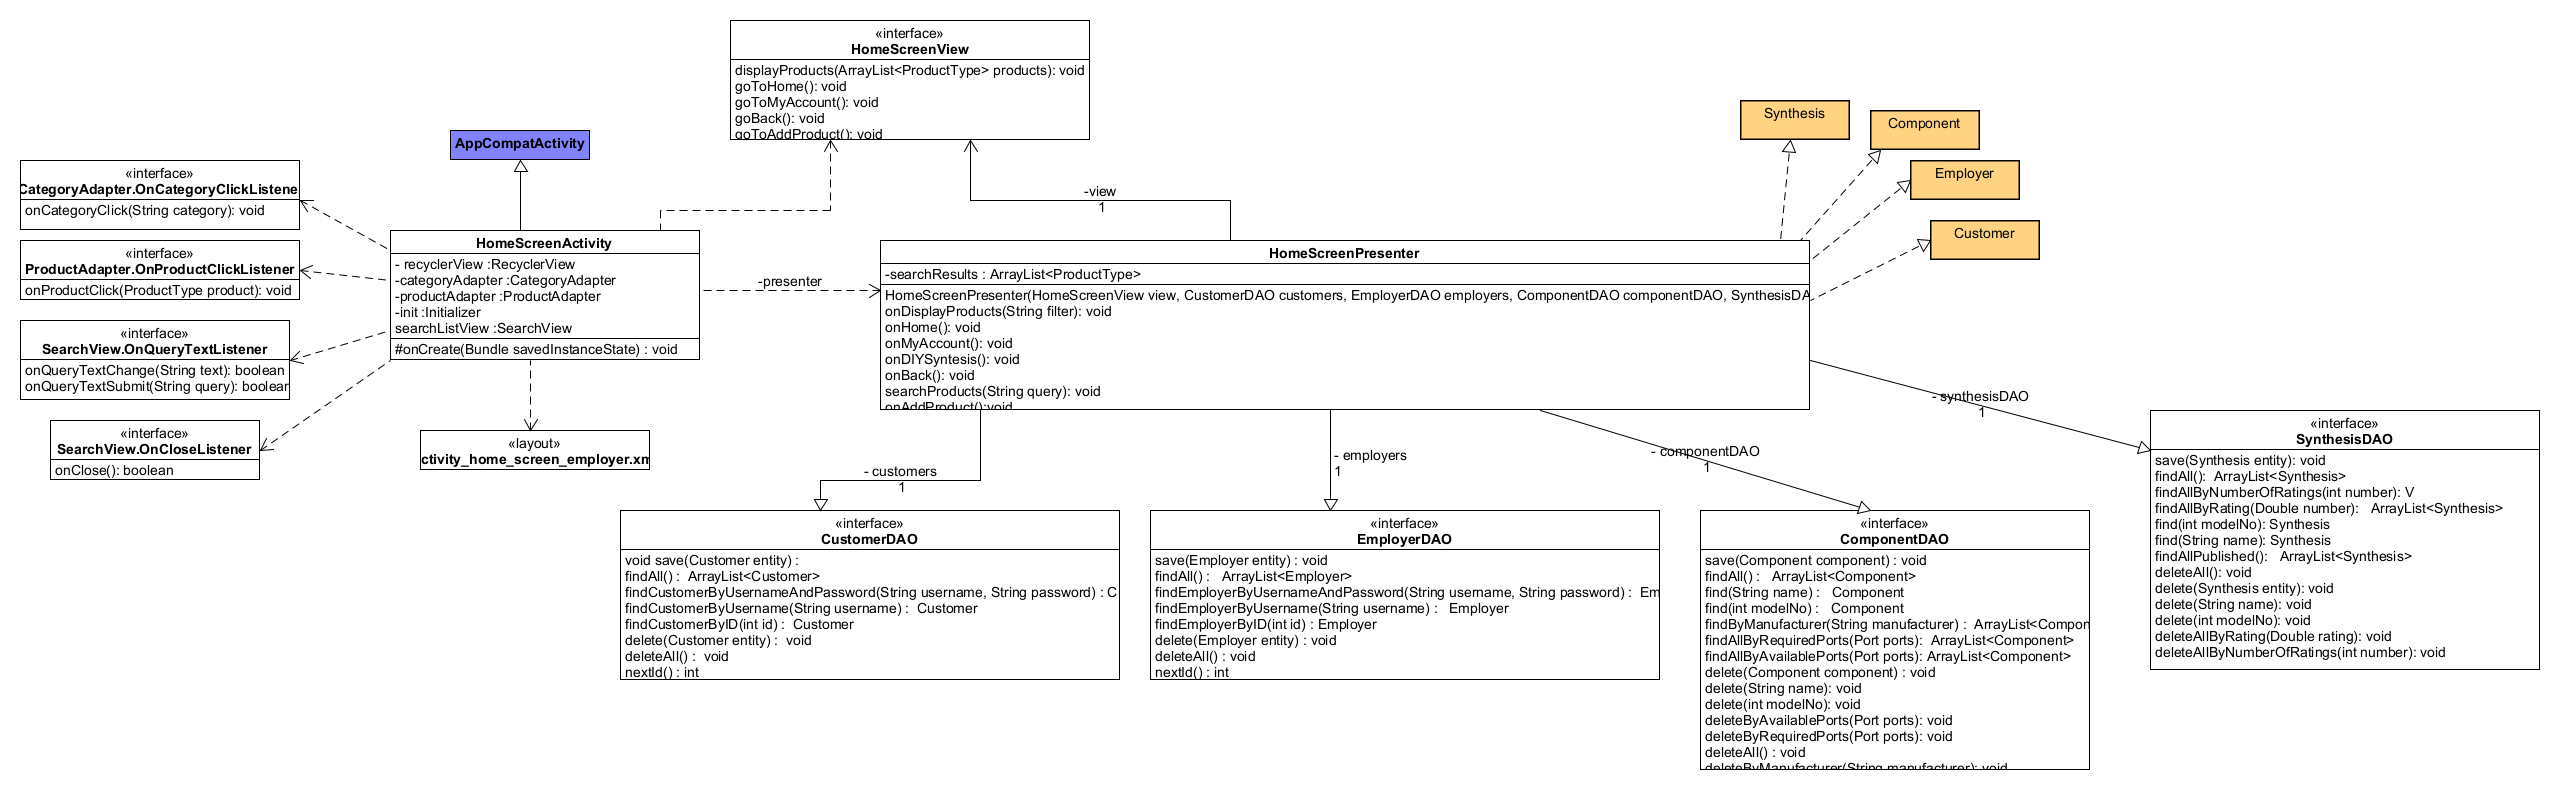 «interface»
HomeScreenView
displayProducts(ArrayList<ProductType> products): void
goToHome(): void
goToMyAccount(): void
goBack(): void
goToAddProduct(): void
AppCompatActivity
«interface»
CategoryAdapter.OnCategoryClickListene
onCategoryClick(String category): void
«interface»
ProductAdapter.OnProductClickListener
onProductClick(ProductType product): void
«interface»
SearchView.OnQueryTextListener
onQueryTextChange(String text): boolean
onQueryTextSubmit(String query): boolear
«interface»
SearchView.OnCloseListener
onClose(): boolean
HomeScreenActivity
- recyclerView :RecyclerView
-categoryAdapter :CategoryAdapter
-productAdapter :ProductAdapter
-init :Initializer
searchListView :SearchView
#onCreate(Bundle savedInstanceState) : void
«layout»
ctivity_home_screen_employer.xm
-presenter
-view
1
Synthesis
Component
Employer
Customer
HomeScreenPresenter
-searchResults : ArrayList<ProductType>
HomeScreenPresenter(HomeScreenView view, CustomerDAO customers, EmployerDAO employers, ComponentDAO componentDAO, SynthesisDA
onDisplayProducts(String filter): void
onHome(): void
onMyAccount(): void
onDIYSyntesis(): void
onBack(): void
searchProducts(String query): void
onAddProduct():void
- customers
1
- employers
1
- componentDAO
1
- synthesisDAO
1
«interface»
CustomerDAO
void save(Customer entity) :
findAll() : ArrayList<Customer>
findCustomerByUsernameAndPassword(String username, String password) : C
findCustomerByUsername(String username) : Customer
findCustomerByID(int id) : Customer
delete(Customer entity) : void
deleteAll() : void
nextId() : int
«interface»
EmployerDAO
save(Employer entity) : void
findAll() : ArrayList<Employer>
findEmployerByUsernameAndPassword(String username, String password) : Em
findEmployerByUsername(String username) : Employer
findEmployerByID(int id) : Employer
delete(Employer entity) : void
deleteAll() : void
nextId() : int
«interface»
ComponentDAO
save(Component component) : void
findAll() : ArrayList<Component>
find(String name) : Component
find(int modelNo) : Component
findByManufacturer(String manufacturer) : ArrayList<Compon
findAllByRequiredPorts(Port ports): ArrayList<Component>
findAllByAvailablePorts(Port ports): ArrayList<Component>
delete(Component component) : void
delete(String name): void
delete(int modelNo): void
deleteByAvailablePorts(Port ports): void
deleteByRequiredPorts(Port ports): void
deleteAll() : void
deleteByManufacturer(String manufacturer): void
«interface»
SynthesisDAO
save(Synthesis entity): void
findAll(): ArrayList<Synthesis>
findAllByNumberOfRatings(int number): V
findAllByRating(Double number): ArrayList<Synthesis>
find(int modelNo): Synthesis
find(String name): Synthesis
findAllPublished(): ArrayList<Synthesis>
deleteAll(): void
delete(Synthesis entity): void
delete(String name): void
delete(int modelNo): void
deleteAllByRating(Double rating): void
deleteAllByNumberOfRatings(int number): void